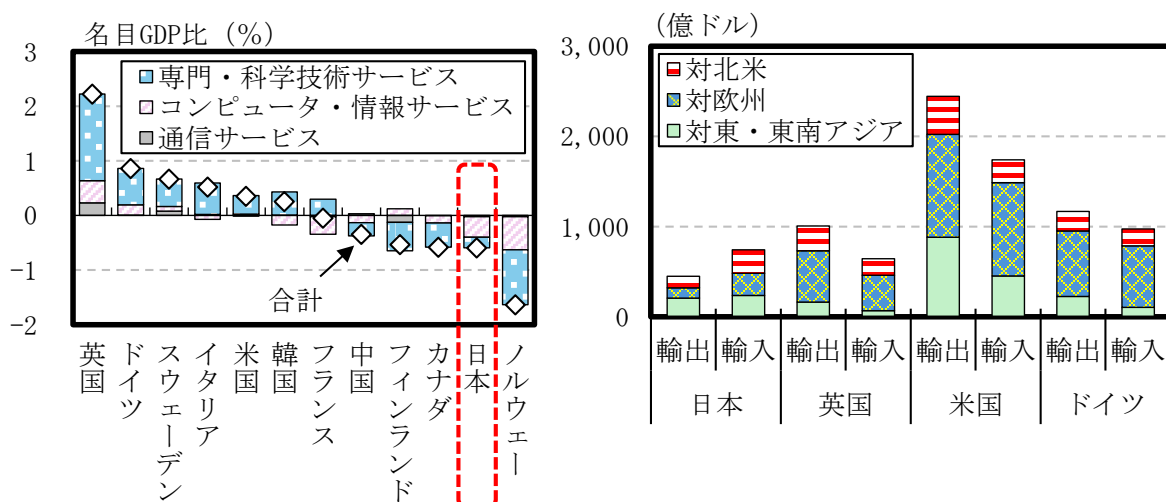 名目GDP比（%）
3
2
1
0
−1
−2
専門・科学技術サービス
コンピュータ・情報サービス
通信サービス
合計
英国
ドイツ
スウェーデン
イタリア
米国
韓国
フランス
中国
フィンランド
カナダ
日本
ノルウェー
（億ドル）
3,000
2,000
1,000
0
対北米
対欧州
対東・東南アジア
輸出 輸入 輸出 輸入 輸出 輸入 輸出 輸入
日本 英国 米国 ドイツ